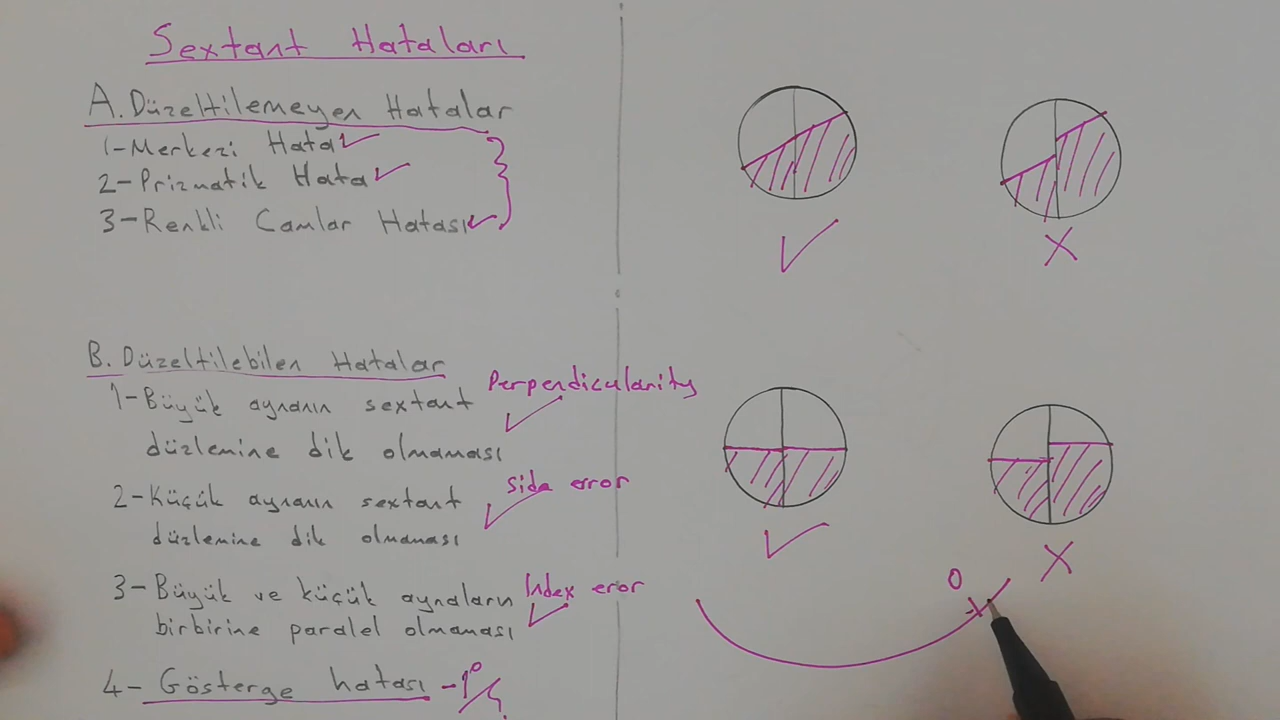 Sextant Hataları
A. Düzeltilemeyen Hatalar
1-Merkezi Hata
2-Prizmatik Hata
3-Renkli Camlar Hatası
B. Düzeltilebilen Hatalar
1-Büyük aynanın sextant Perpendicularity
düzlemine dik olmaması
2-Küçük aynanın sextant Side error
düzlemine dik olmaması
3-Büyük ve küçük aynaların Index eror
birbirine paralel olmaması
4- Gösterge hatası
0